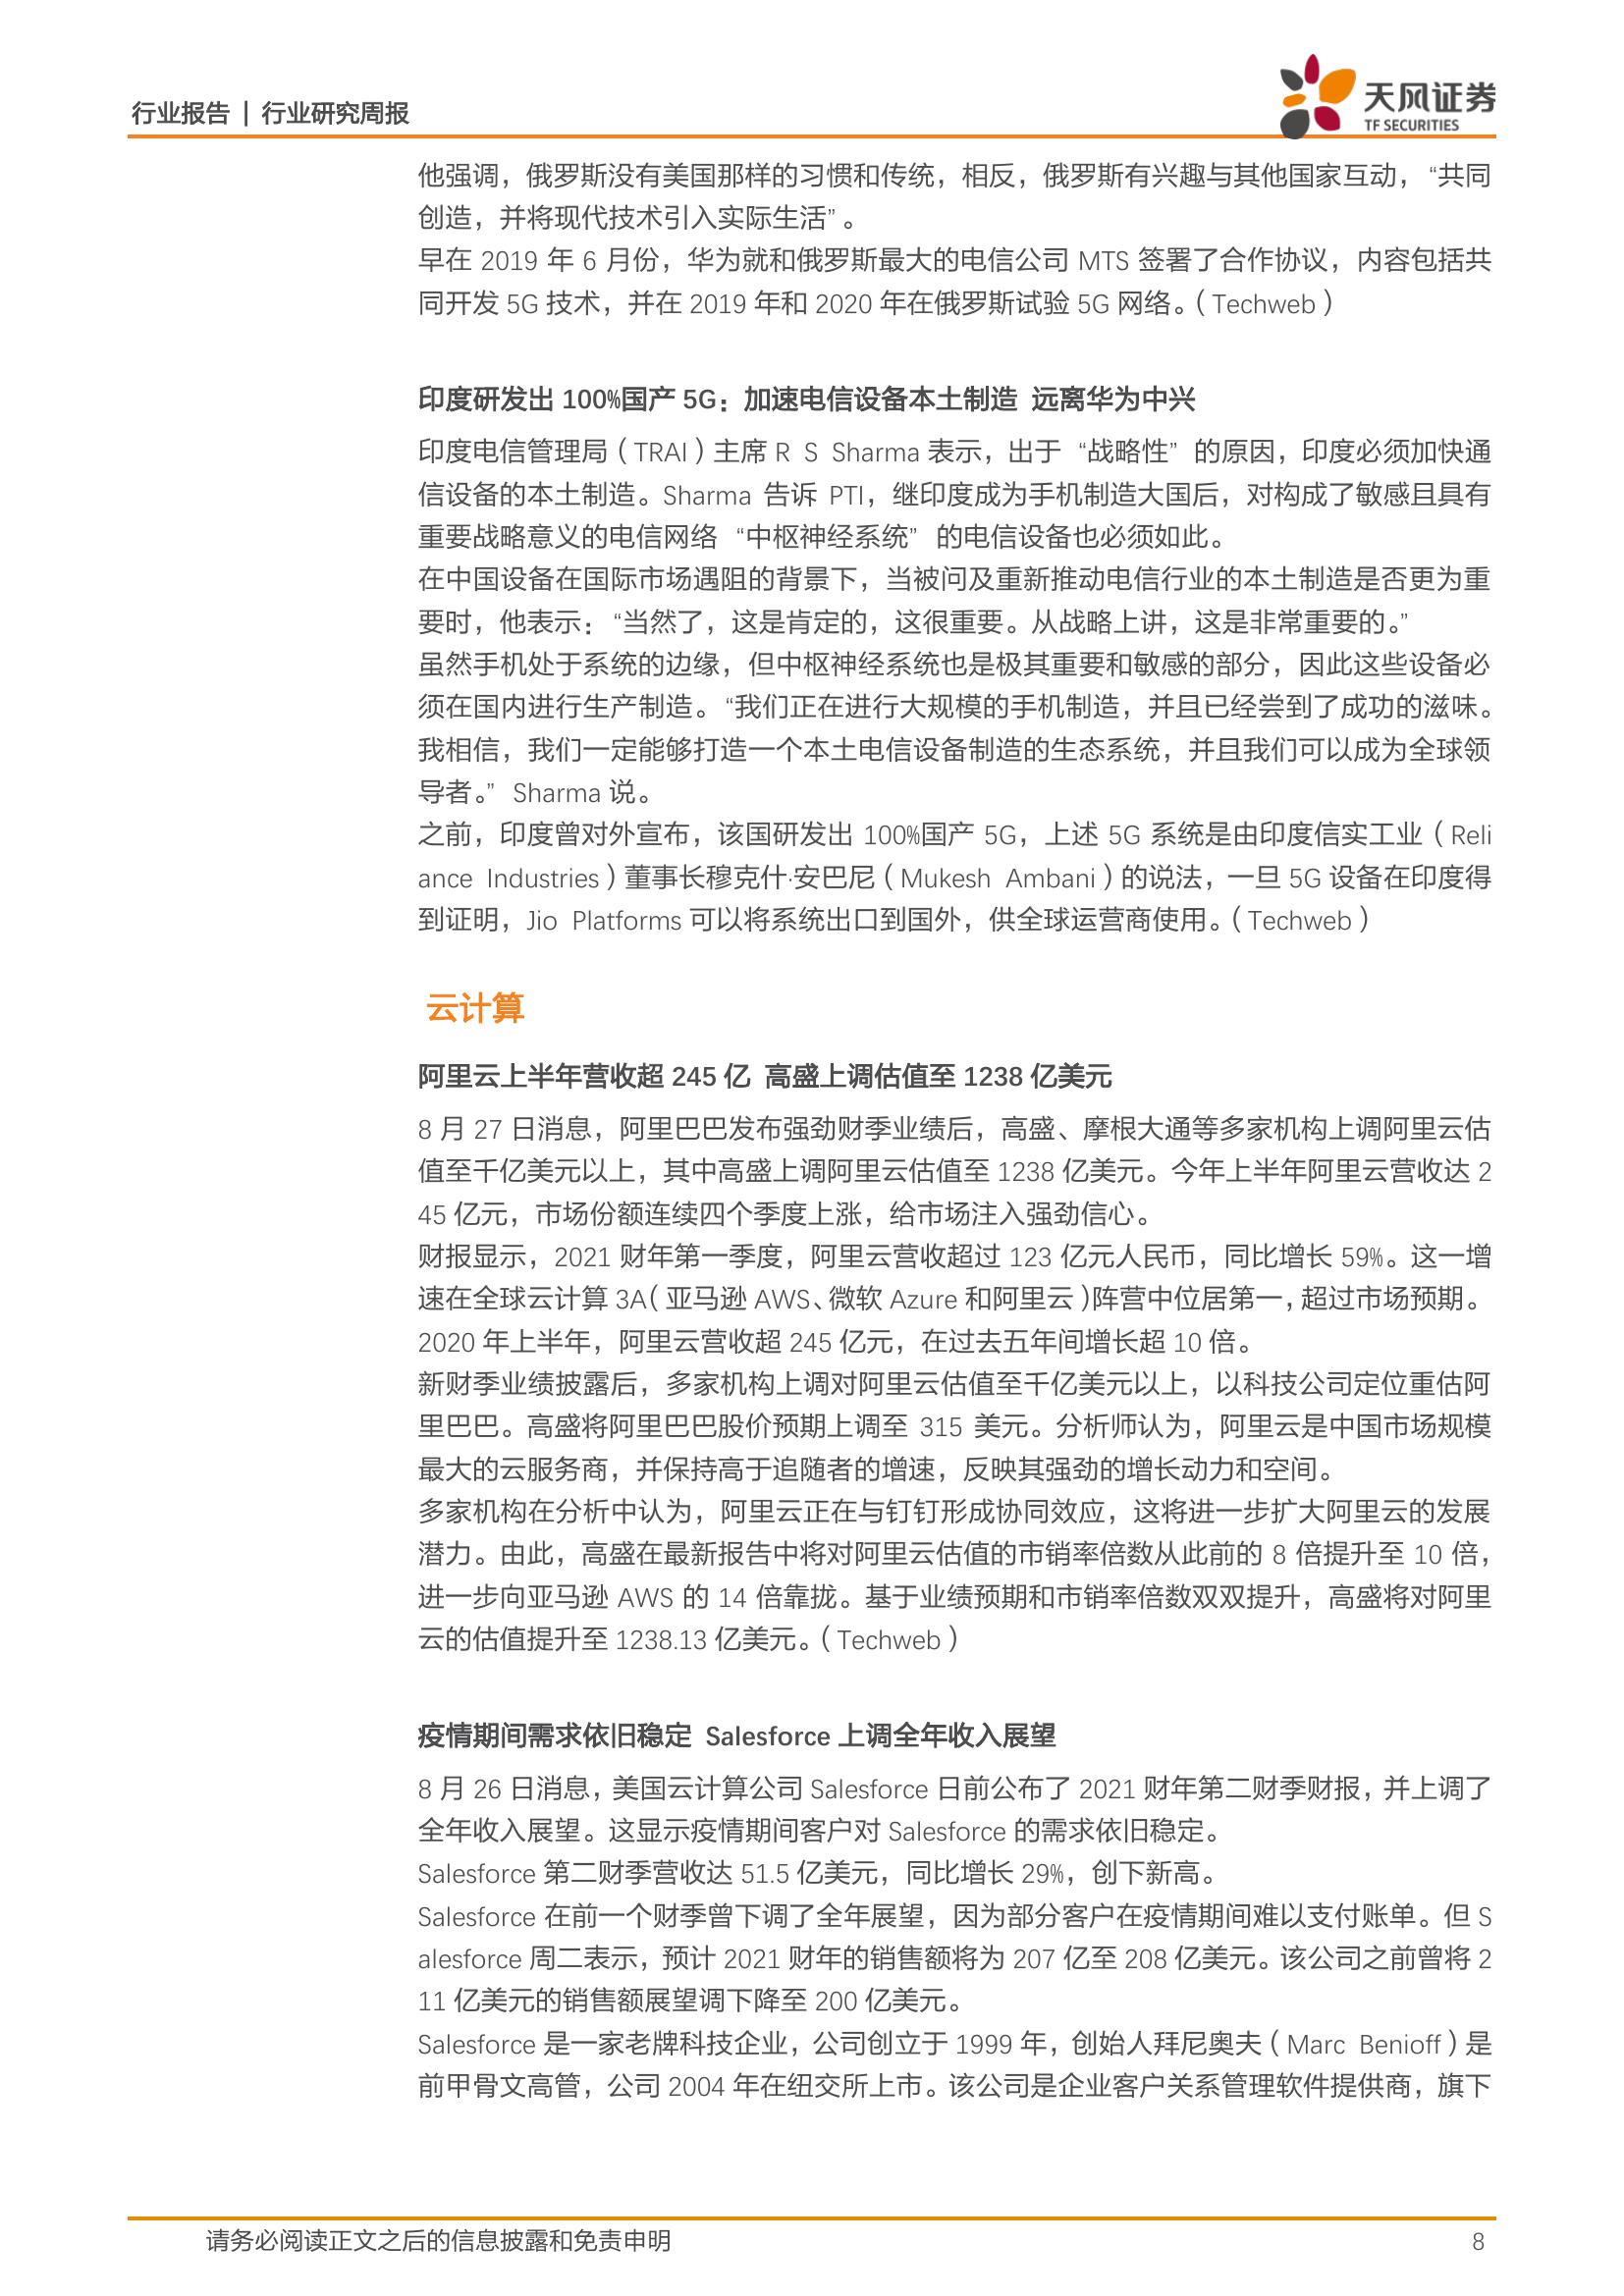 行业报告 | 行业研究周报
天风证券
TF SECURITIES
他强调，俄罗斯没有美国那样的习惯和传统，相反，俄罗斯有兴趣与其他国家互动，“共同
创造，并将现代技术引入实际生活”。
早在 2019 年 6 月份，华为就和俄罗斯最大的电信公司 MTS 签署了合作协议，内容包括共
同开发 5G 技术，并在 2019 年和 2020 年在俄罗斯试验 5G 网络。（Techweb）
印度研发出 100%国产 5G：加速电信设备本土制造 远离华为中兴
印度电信管理局（TRAI）主席 R S Sharma 表示，出于 “战略性” 的原因，印度必须加快通
信设备的本土制造。Sharma 告诉 PTI，继印度成为手机制造大国后，对构成了敏感且具有
重要战略意义的电信网络 “中枢神经系统” 的电信设备也必须如此。
在中国设备在国际市场遇阻的背景下，当被问及重新推动电信行业的本土制造是否更为重
要时，他表示：“当然了，这是肯定的，这很重要。从战略上讲，这是非常重要的。”
虽然手机处于系统的边缘，但中枢神经系统也是极其重要和敏感的部分，因此这些设备必
须在国内进行生产制造。“我们正在进行大规模的手机制造，并且已经尝到了成功的滋味。
我相信，我们一定能够打造一个本土电信设备制造的生态系统，并且我们可以成为全球领
导者。” Sharma 说。
之前，印度曾对外宣布，该国研发出 100%国产 5G，上述 5G 系统是由印度信实工业（Reli
ance Industries）董事长穆克什·安巴尼（Mukesh Ambani）的说法，一旦 5G 设备在印度得
到证明，Jio Platforms 可以将系统出口到国外，供全球运营商使用。（Techweb）
云计算
阿里云上半年营收超 245 亿 高盛上调估值至 1238 亿美元
8 月 27 日消息，阿里巴巴发布强劲财季业绩后，高盛、摩根大通等多家机构上调阿里云估
值至千亿美元以上，其中高盛上调阿里云估值至 1238 亿美元。今年上半年阿里云营收达 2
45 亿元，市场份额连续四个季度上涨，给市场注入强劲信心。
财报显示，2021 财年第一季度，阿里云营收超过 123 亿元人民币，同比增长 59%。这一增
速在全球云计算 3A（亚马逊 AWS、微软 Azure 和阿里云）阵营中位居第一，超过市场预期。
2020 年上半年，阿里云营收超 245 亿元，在过去五年间增长超 10 倍。
新财季业绩披露后，多家机构上调对阿里云估值至千亿美元以上，以科技公司定位重估阿
里巴巴。高盛将阿里巴巴股价预期上调至 315 美元。分析师认为，阿里云是中国市场规模
最大的云服务商，并保持高于追随者的增速，反映其强劲的增长动力和空间。
多家机构在分析中认为，阿里云正在与钉钉形成协同效应，这将进一步扩大阿里云的发展
潜力。由此，高盛在最新报告中将对阿里云估值的市销率倍数从此前的 8 倍提升至 10 倍，
进一步向亚马逊 AWS 的 14 倍靠拢。基于业绩预期和市销率倍数双双提升，高盛将对阿里
云的估值提升至 1238.13 亿美元。（Techweb）
疫情期间需求依旧稳定 Salesforce 上调全年收入展望
8 月 26 日消息，美国云计算公司 Salesforce 日前公布了 2021 财年第二财季财报，并上调了
全年收入展望。这显示疫情期间客户对 Salesforce 的需求依旧稳定。
Salesforce 第二财季营收达 51.5 亿美元，同比增长 29%，创下新高。
Salesforce 在前一个财季曾下调了全年展望，因为部分客户在疫情期间难以支付账单。但 S
alesforce 周二表示，预计 2021 财年的销售额将为 207 亿至 208 亿美元。该公司之前曾将 2
11 亿美元的销售额展望调下降至 200 亿美元。
Salesforce 是一家老牌科技企业，公司创立于 1999 年，创始人拜尼奥夫（Marc Benioff）是
前甲骨文高管，公司 2004 年在纽交所上市。该公司是企业客户关系管理软件提供商，旗下
请务必阅读正文之后的信息披露和免责申明
8